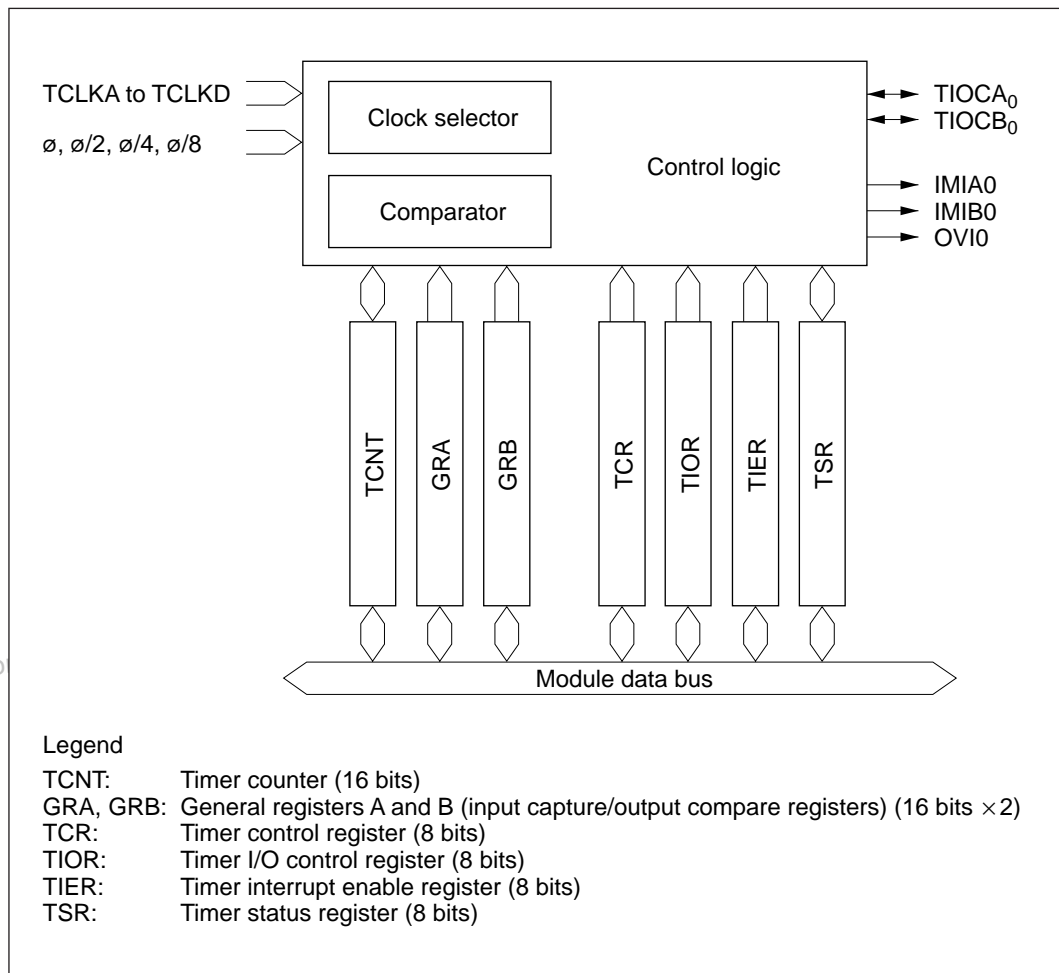 TCLKA to TCLKD
ø, ø/2, ø/4, ø/8
Clock selector
Comparator
Control logic
TIOCA0
TIOCB0
IMIA0
IMIB0
OVI0
TCNT
GRA
GRB
TCR
TIOR
TIER
TSR
Module data bus
Legend
TCNT: Timer counter (16 bits)
GRA, GRB: General registers A and B (input capture/output compare registers) (16 bits ×2)
TCR: Timer control register (8 bits)
TIOR: Timer I/O control register (8 bits)
TIER: Timer interrupt enable register (8 bits)
TSR: Timer status register (8 bits)